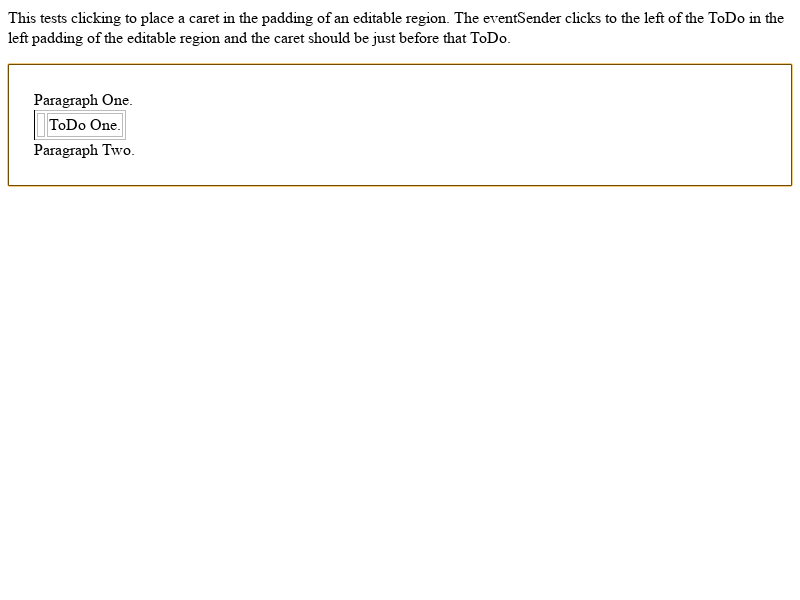 This tests clicking to place a caret in the padding of an editable region. The eventSender clicks to the left of the ToDo in the
left padding of the editable region and the caret should be just before that ToDo.
Paragraph One.
ToDo One.
Paragraph Two.